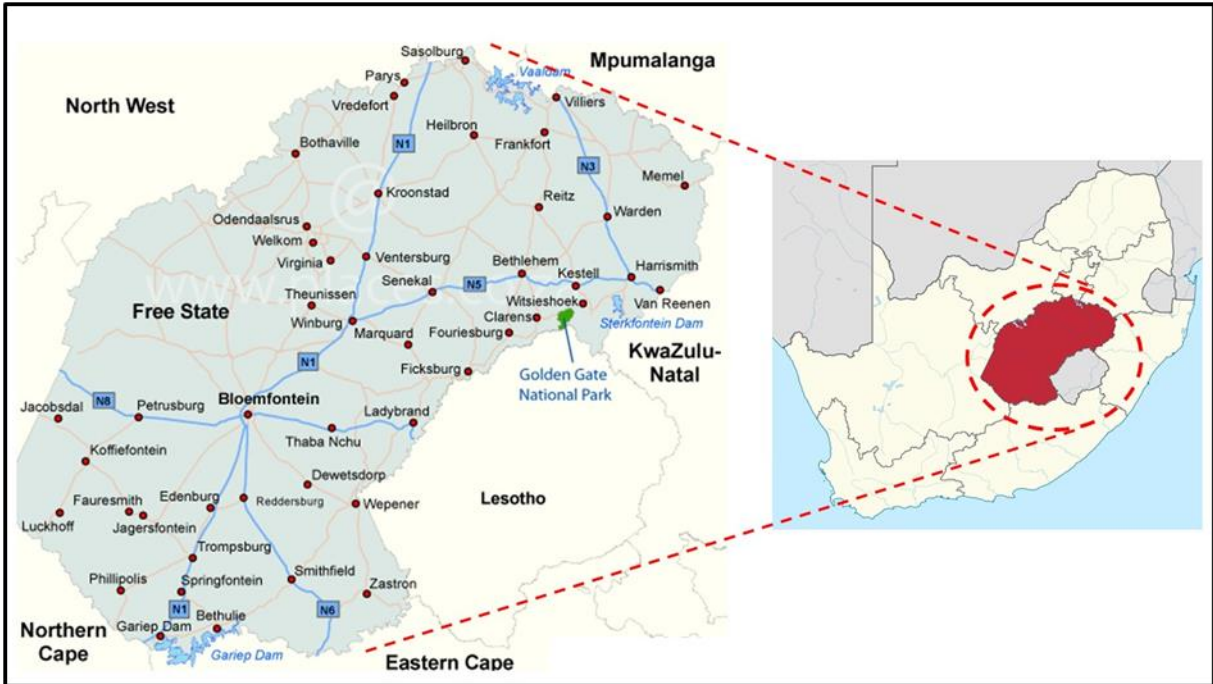 Sasolburg
Mpumalanga
Parys
Vaaldam
North West
Vredefort
Villiers
Heilbron
Frankfort
Bothaville
N1
N3
Memel
©
Kroonstad
Reitz
Odendaalsrus
Warden
Welkom
Virginia
Ventersburg
Bethlehem
Harrismith
Senekal
N5
Kestell
Theunissen
Witsieshoek
Van Reenen
Free State
Winburg
Clarens
Marquard
Fouriesburg
Sterkfontein Dam
N1
Ficksburg
KwaZulu-
Natal
Golden Gate
National Park
N8
Bloemfontein
Jacobsdal
Petrusburg
Ladybrand
Thaba Nchu
Koffiefontein
Dewetsdorp
Fauresmith
Edenburg
Reddersburg
Wepener
Lesotho
Luckhoff
Jagersfontein
Trompsburg
Phillipolis
Springfontein
Smithfield
Zastron
N1
Bethulie
N6
Northern
Cape
Gariep Dam
Gariep Dam
Eastern Cape